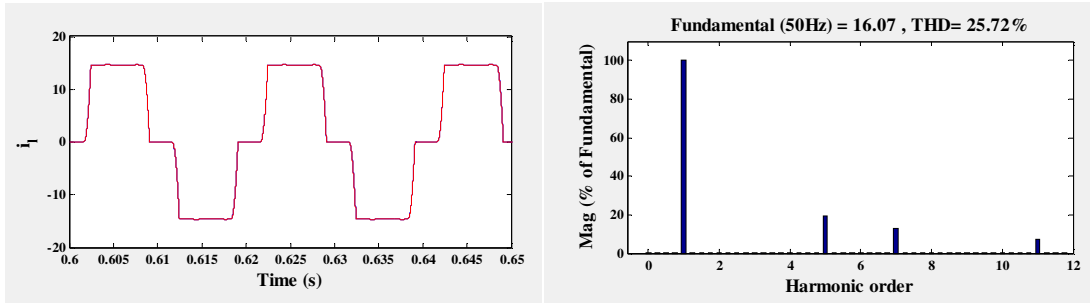 20
10
0
-10
-20
i_l
0.6 0.605 0.61 0.615 0.62 0.625 0.63 0.635 0.64 0.645 0.65
Time (s)
Fundamental (50Hz) = 16.07 , THD= 25.72%
100
80
60
40
20
0
Mag (% of Fundamental)
0 2 4 6 8 10 12
Harmonic order